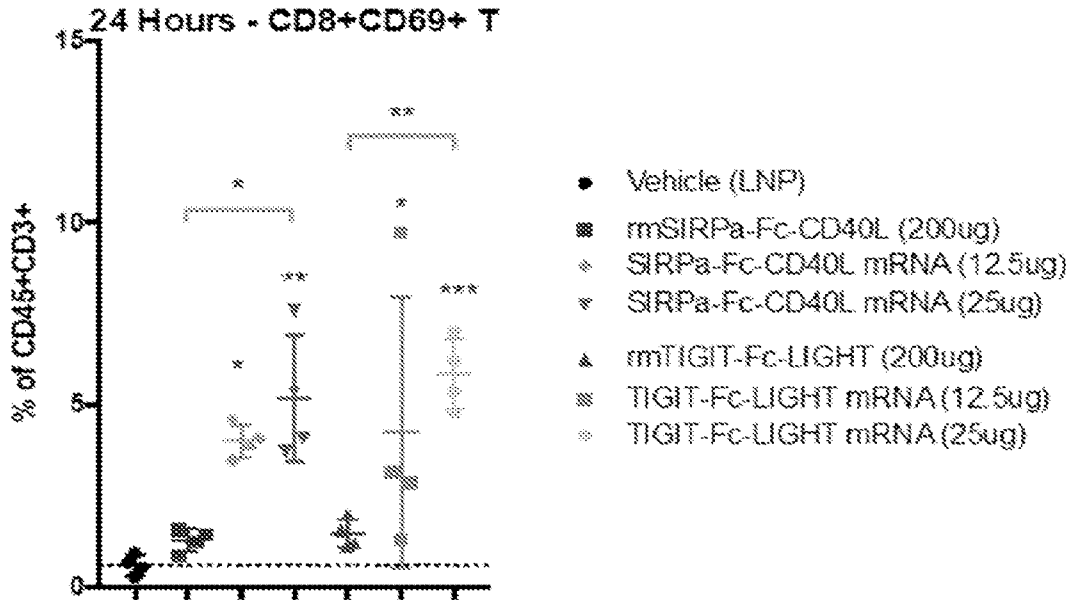 24 Hours - CD8+CD69+ T
15
10
5
0
% of CD45+CD3+
*
**
*
**
*
***
Vehicle (LNP)
rmSIRPa-Fc-CD40L (200ug)
SIRPa-Fc-CD40L mRNA (12.5ug)
SIRPa-Fc-CD40L mRNA (25ug)
rmTIGIT-Fc-LIGHT (200ug)
TIGIT-Fc-LIGHT mRNA (12.5ug)
TIGIT-Fc-LIGHT mRNA (25ug)